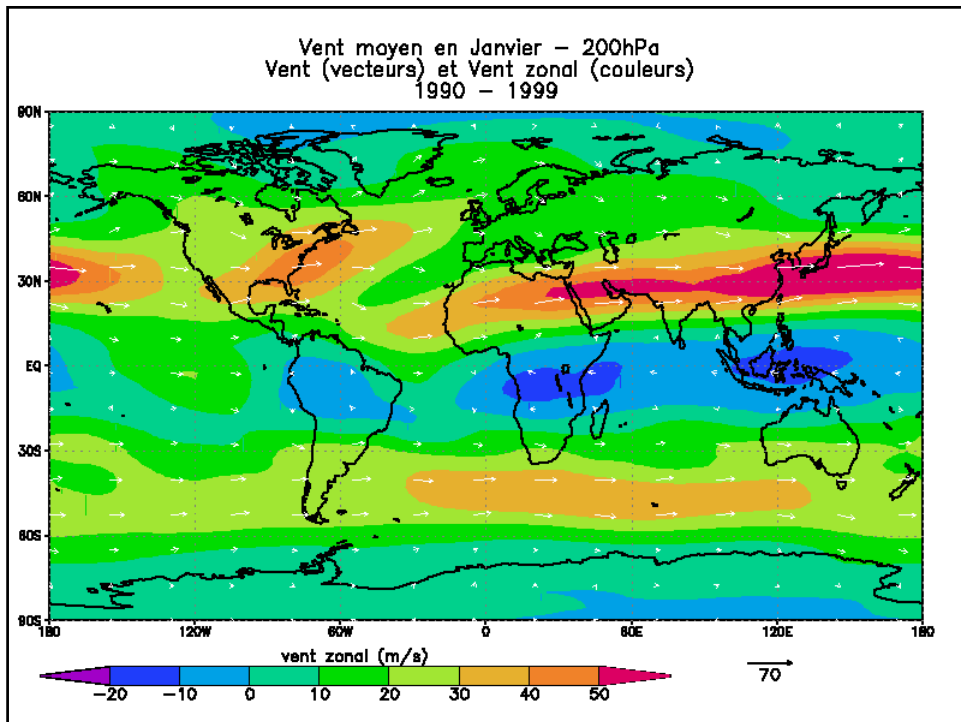 Vent moyen en Janvier – 200hPa
Vent (vecteurs) et Vent zonal (couleurs)
1990 – 1999
90N
60N
30N
EQ
30S
60S
90S
180 120W 60W 0 60E 120E 180
vent zonal (m/s)
−20 −10 0 10 20 30 40 50
70